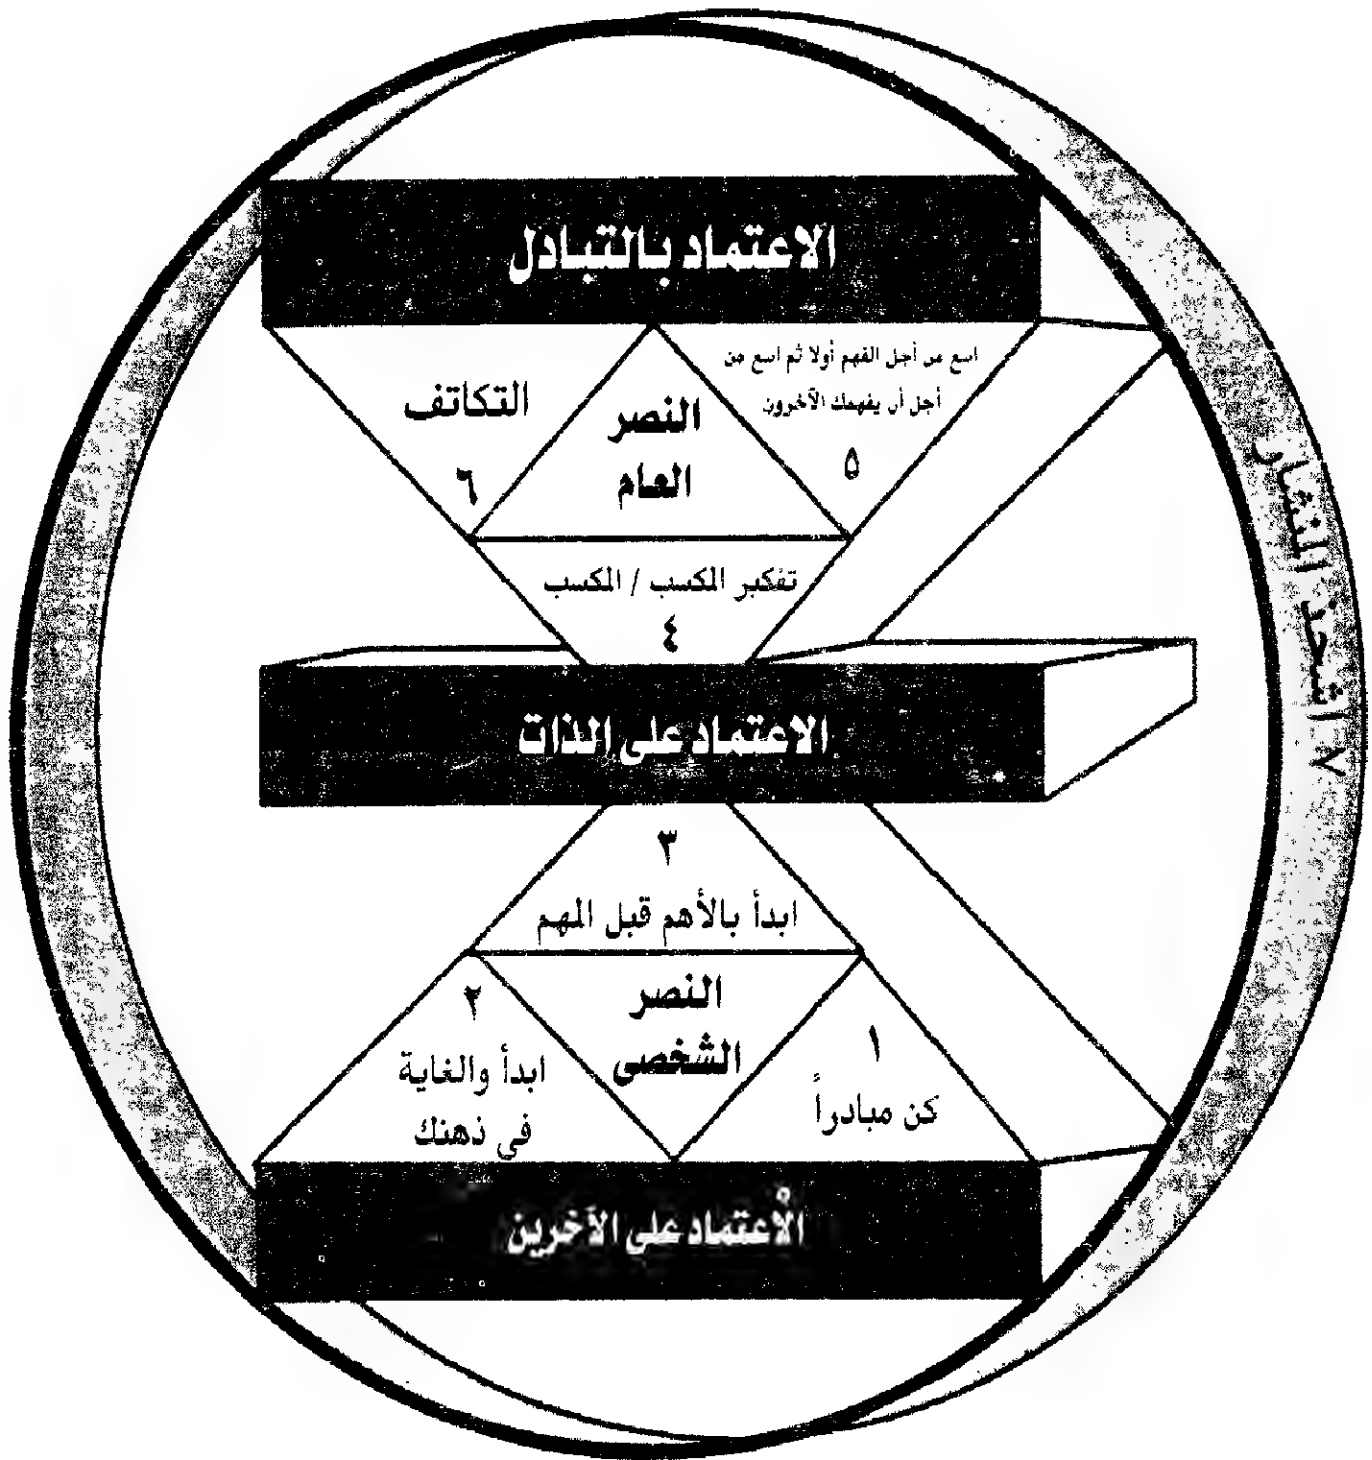 الاعتماد بالتبادل
اسع من أجل الفهم أولا ثم اسع من
أجل أن يفهمك الآخرون
٥
النصر
العام
التكاتف
٦
تفكير المكسب / المكسب
٤
٧ اشحذ المنشار
الاعتماد على الذات
٣
ابدأ بالأهم قبل المهم
النصر
الشخصى
١
كن مبادراً
٢
ابدأ والغاية
فى ذهنك
الاعتماد على الآخرين